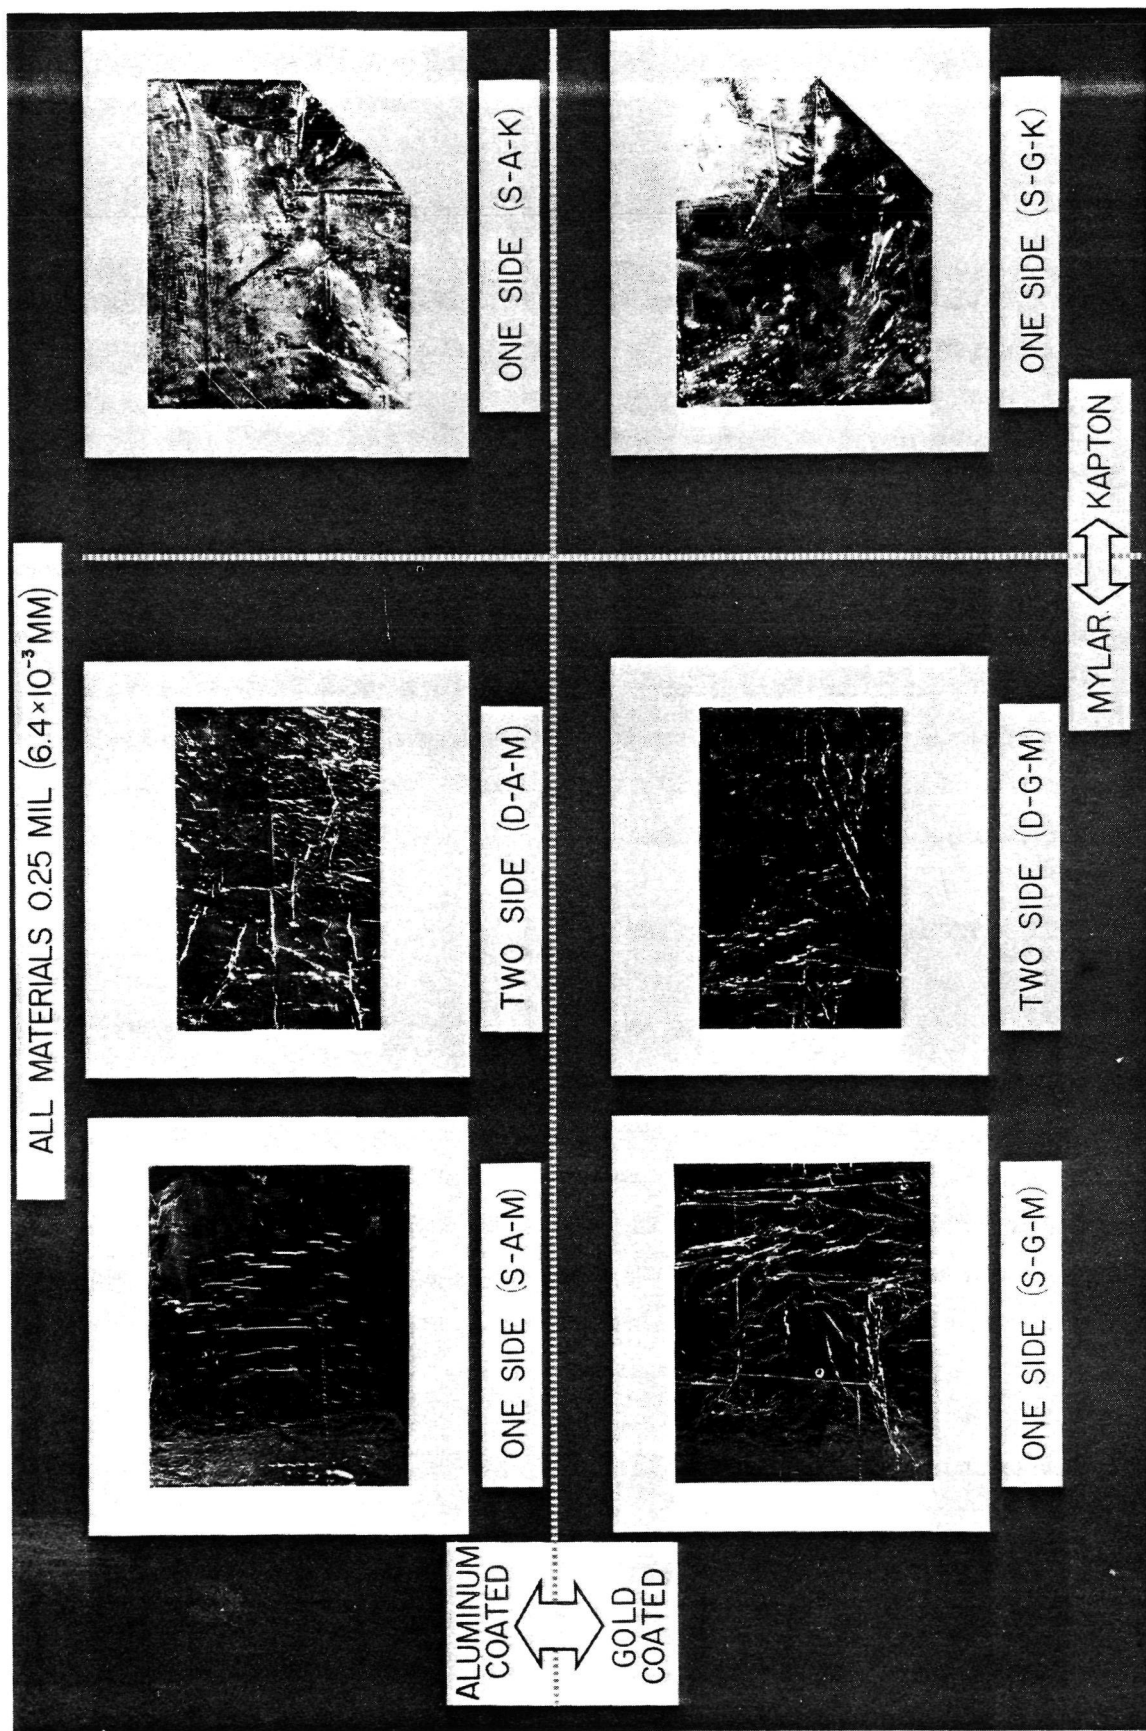 ALL MATERIALS 0.25 MIL (6.4×10⁻³ MM)
ALUMINUM
COATED
GOLD
COATED
ONE SIDE (S-A-M)
TWO SIDE (D-A-M)
ONE SIDE (S-A-K)
ONE SIDE (S-G-M)
TWO SIDE (D-G-M)
ONE SIDE (S-G-K)
MYLAR
KAPTON